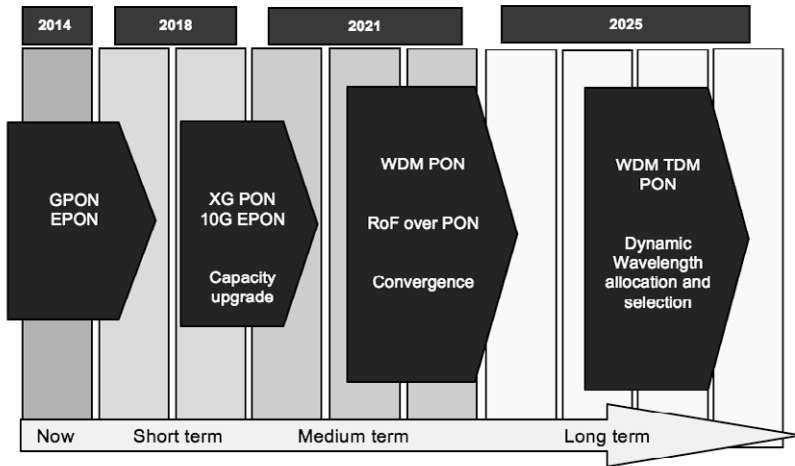 2014
2018
2021
2025
GPON
EPON
XG PON
10G EPON
Capacity
upgrade
WDM PON
RoF over PON
Convergence
WDM TDM
PON
Dynamic
Wavelength
allocation and
selection
Now
Short term
Medium term
Long term